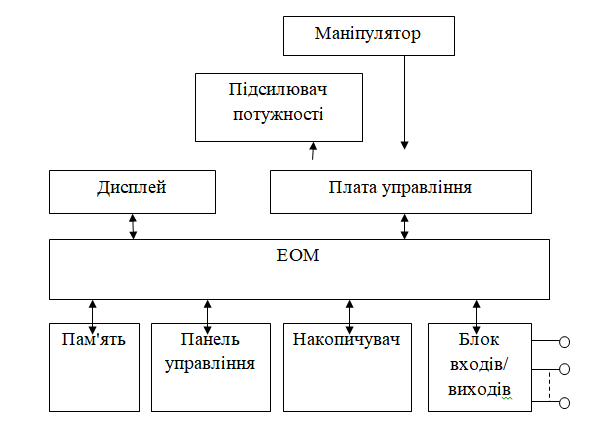 Маніпулятор
Підсилювач
потужності
Дисплей
Плата управління
ЕОМ
Пам'ять
Панель
управління
Накопичувач
Блок
входів/
виходів